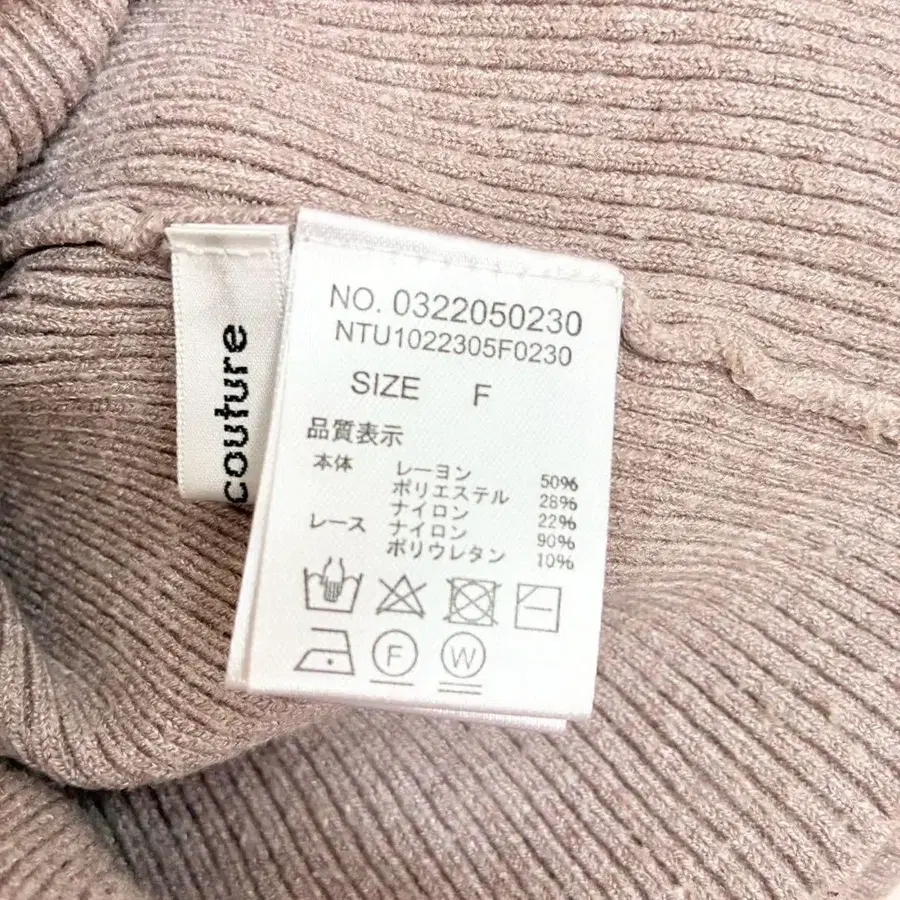 couture
NO. 0322050230
NTU1022305F0230
SIZE F
品質表示
本体 レーヨン 50%
ポリエステル 28%
ナイロン 22%
レース ナイロン 90%
ポリウレタン 10%
F W